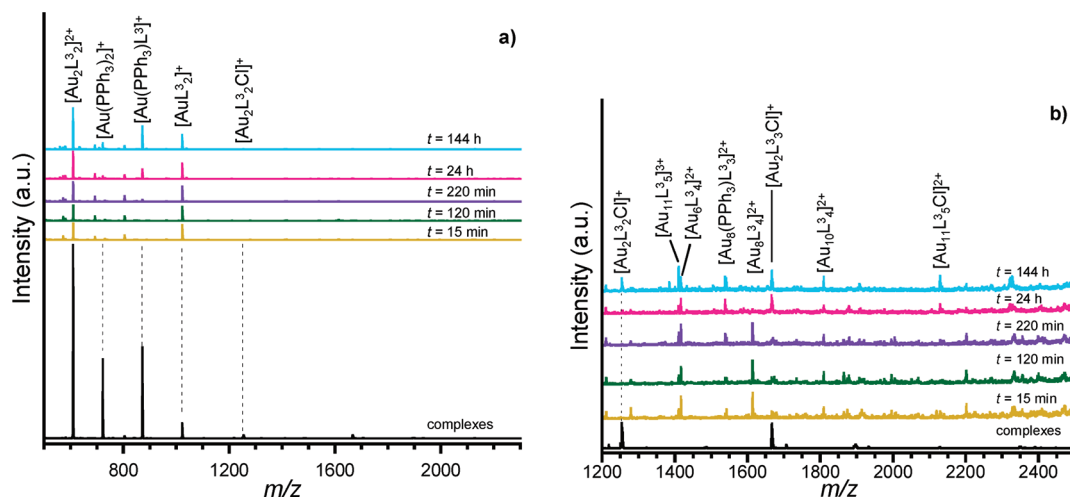 a)
[Au₂L³₂]²⁺
[Au(PPh₃)₂]⁺
[Au(PPh₃)L³]⁺
[AuL³₂]⁺
[Au₂L³₂Cl]⁺
t = 144 h
t = 24 h
t = 220 min
t = 120 min
t = 15 min
complexes
Intensity (a.u.)
800 1200 1600 2000
m/z
b)
[Au₂L³₂Cl]⁺
[Au₁₁L³₅]³⁺
[Au₆L³₄]²⁺
[Au₈(PPh₃)L³₃]²⁺
[Au₈L³₄]²⁺
[Au₂L³₃Cl]⁺
[Au₁₀L³₄]²⁺
[Au₁₁L³₅Cl]²⁺
t = 144 h
t = 24 h
t = 220 min
t = 120 min
t = 15 min
complexes
Intensity (a.u.)
1200 1400 1600 1800 2000 2200 2400
m/z